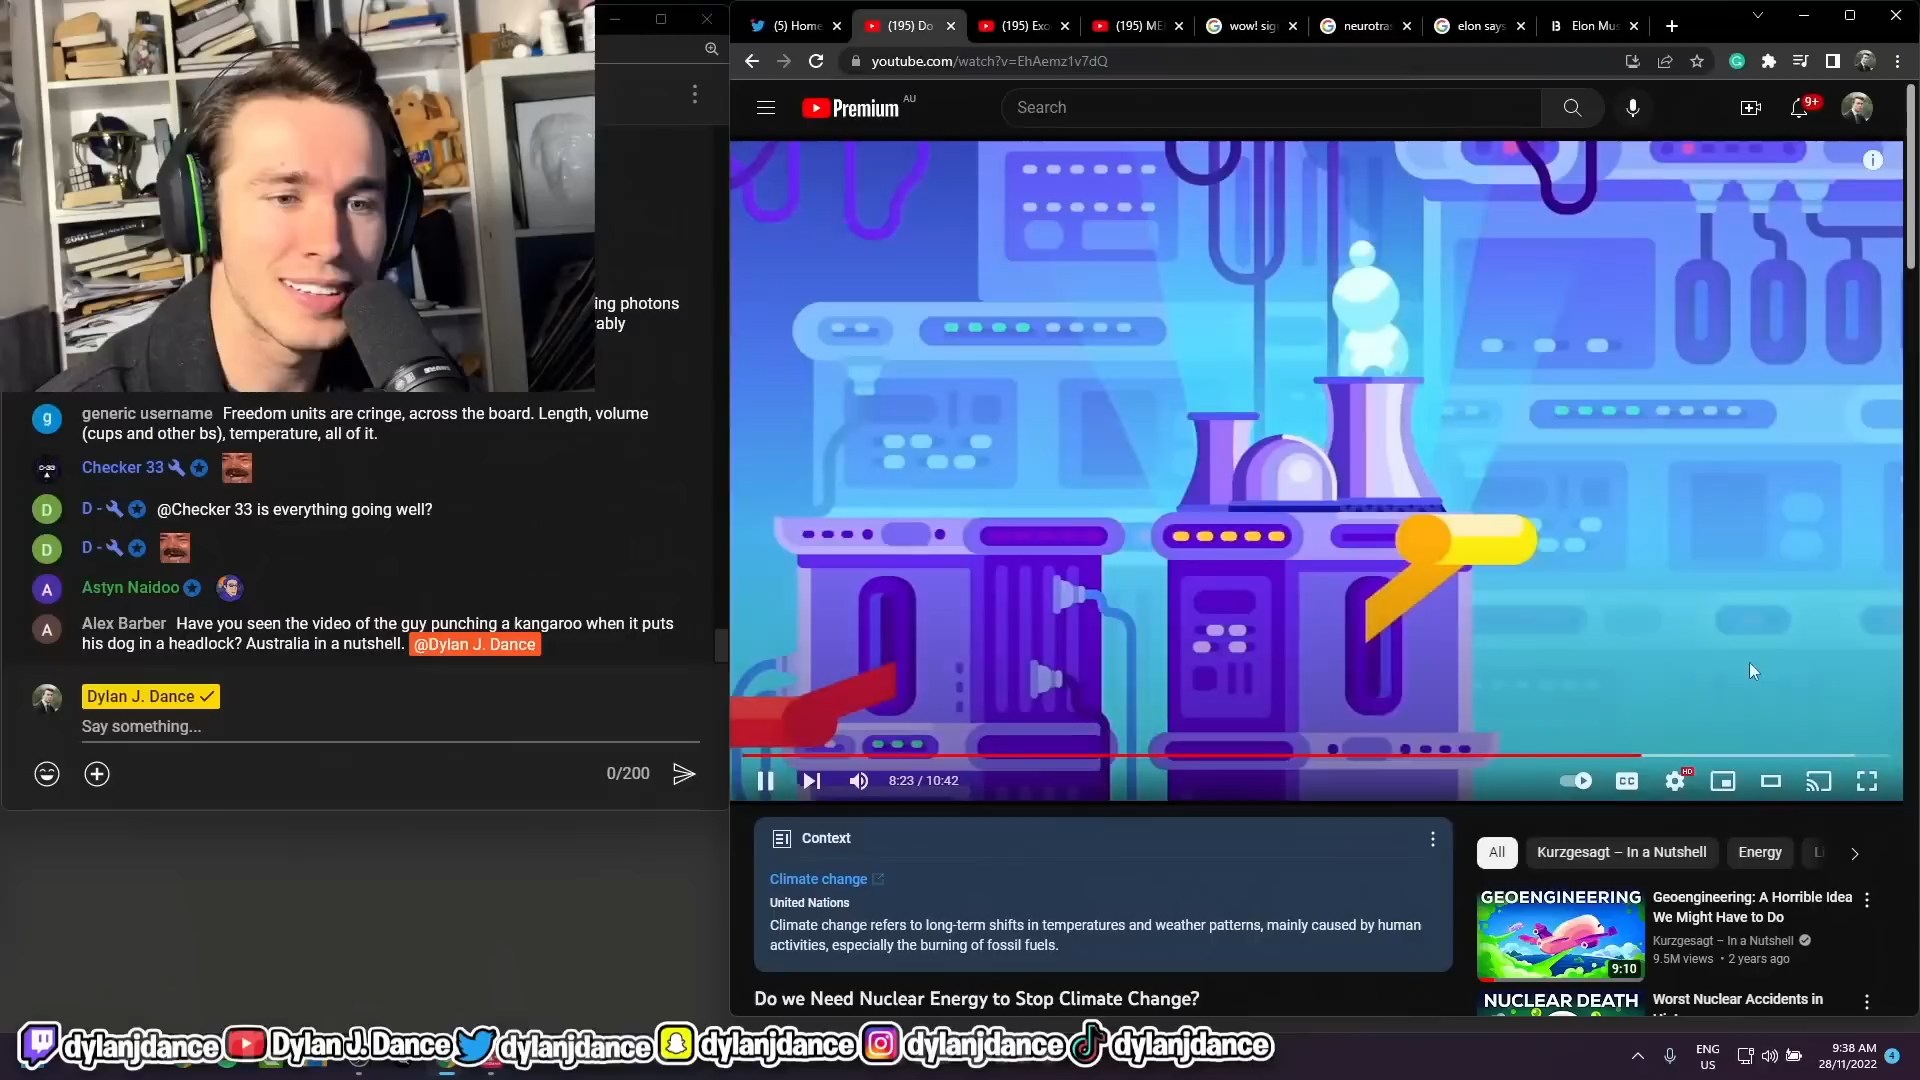 (5) Home
(195) Do
(195) Exo
(195) ME
wow! sig
neurotra
elon says
Elon Mus
youtube.com/watch?v=EhAemz1v7dQ
Premium AU
Search
9+
2001
ing photons
ably
generic username Freedom units are cringe, across the board. Length, volume
(cups and other bs), temperature, all of it.
Checker 33
D - @Checker 33 is everything going well?
D -
Astyn Naidoo
Alex Barber Have you seen the video of the guy punching a kangaroo when it puts
his dog in a headlock? Australia in a nutshell. @Dylan J. Dance
Dylan J. Dance
Say something...
0/200
8:23 / 10:42
CC
HD
Context
Climate change
United Nations
Climate change refers to long-term shifts in temperatures and weather patterns, mainly caused by human
activities, especially the burning of fossil fuels.
Do we Need Nuclear Energy to Stop Climate Change?
All
Kurzgesagt – In a Nutshell
Energy
GEOENGINEERING
9:10
Geoengineering: A Horrible Idea
We Might Have to Do
Kurzgesagt – In a Nutshell
9.5M views • 2 years ago
NUCLEAR DEATH
Worst Nuclear Accidents in
dylanjdance
Dylan J. Dance
dylanjdance
dylanjdance
dylanjdance
dylanjdance
ENG
US
9:38 AM
28/11/2022
4